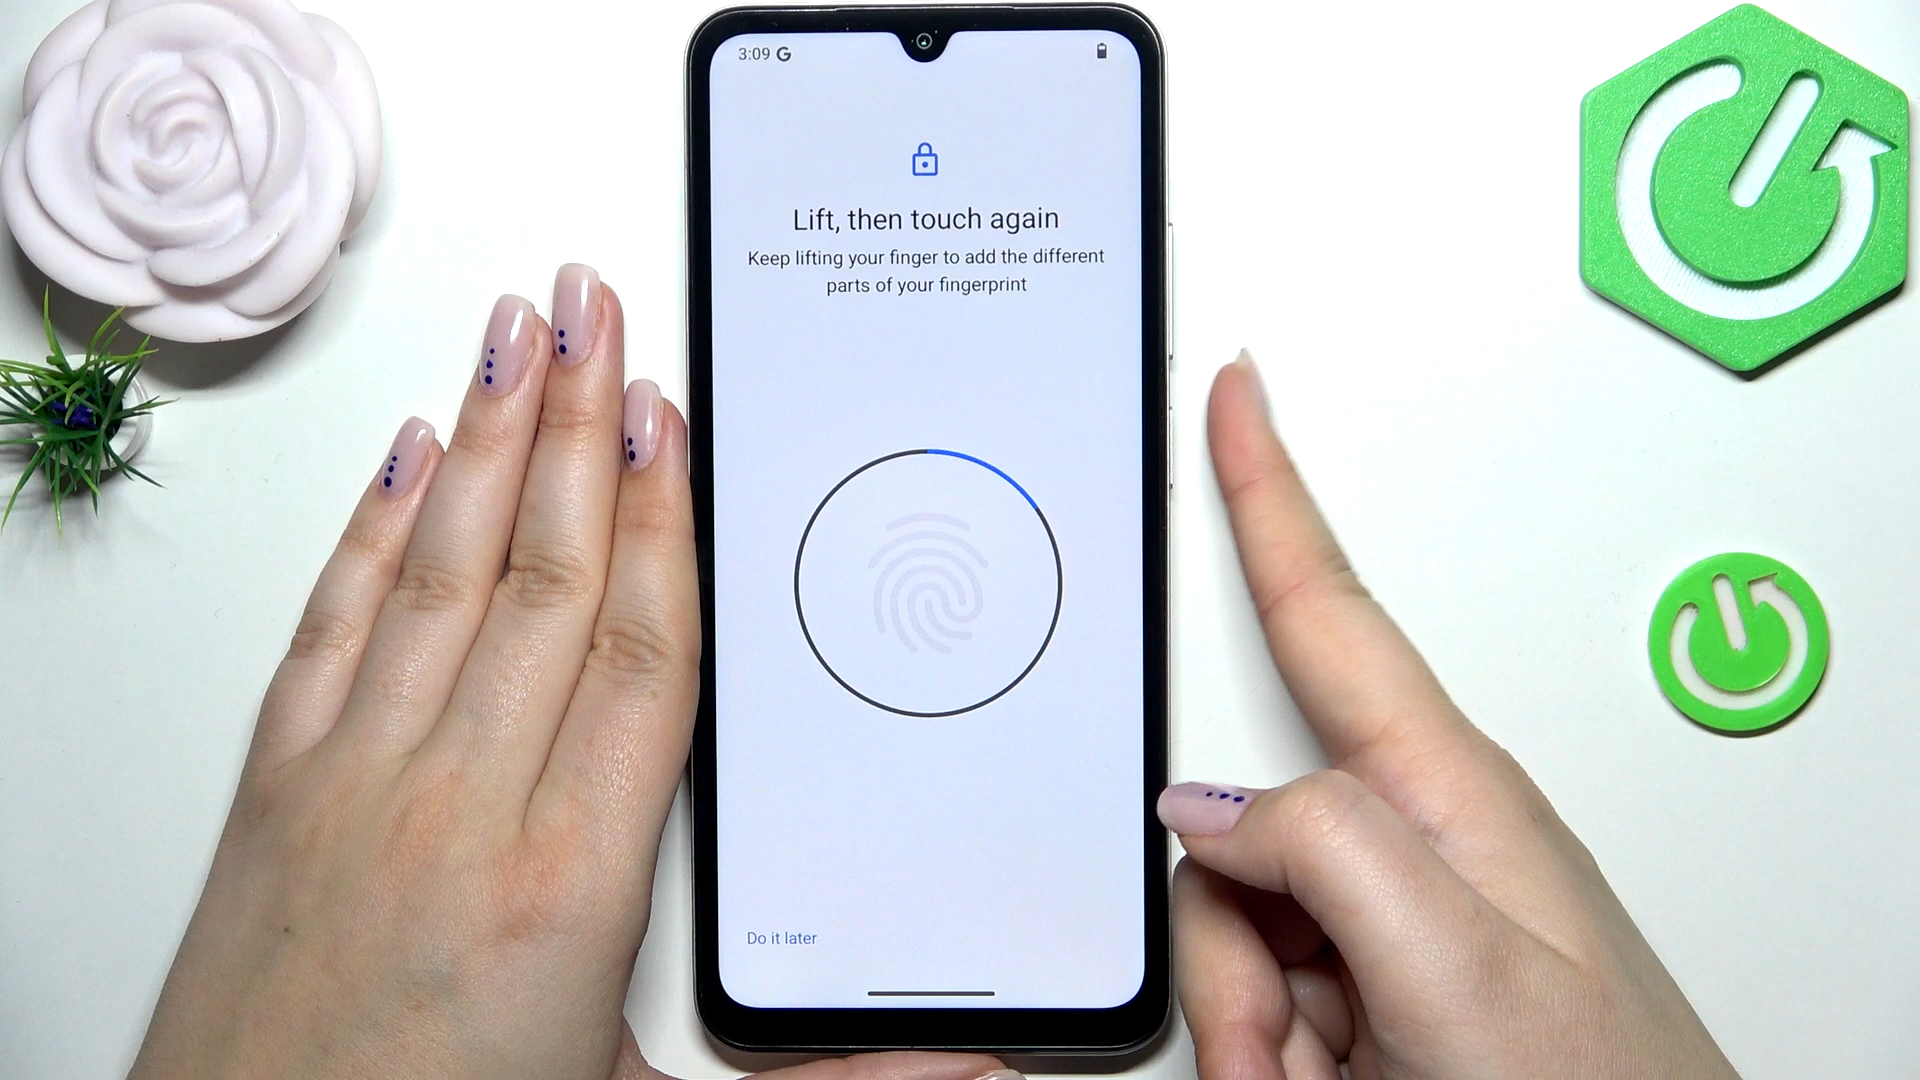 3:09 G
Lift, then touch again
Keep lifting your finger to add the different
parts of your fingerprint
Do it later